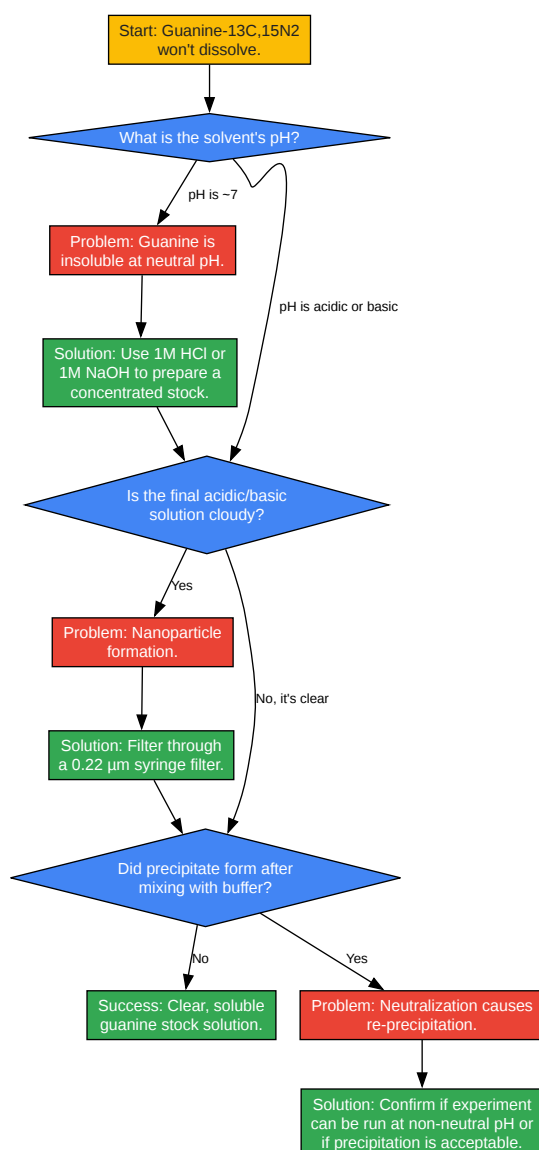 Start: Guanine-13C,15N2
won't dissolve.
What is the solvent's pH?
pH is ~7
Problem: Guanine is
insoluble at neutral pH.
pH is acidic or basic
Solution: Use 1M HCl or
1M NaOH to prepare a
concentrated stock.
Is the final acidic/basic
solution cloudy?
Yes
Problem: Nanoparticle
formation.
No, it's clear
Solution: Filter through
a 0.22 µm syringe filter.
Did precipitate form after
mixing with buffer?
No
Yes
Success: Clear, soluble
guanine stock solution.
Problem: Neutralization causes
re-precipitation.
Solution: Confirm if experiment
can be run at non-neutral pH or
if precipitation is acceptable.